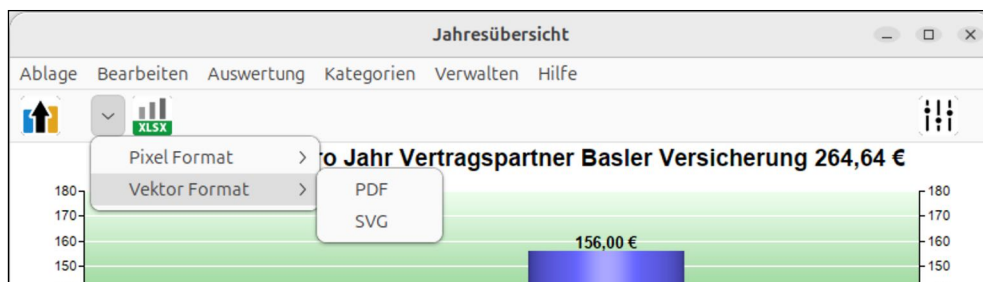 Jahresübersicht
Ablage Bearbeiten Auswertung Kategorien Verwalten Hilfe
XLSX
Pixel Format
ro Jahr Vertragspartner Basler Versicherung 264,64 €
Vektor Format
PDF
SVG
180
180
170
170
160
156,00 €
160
150
150